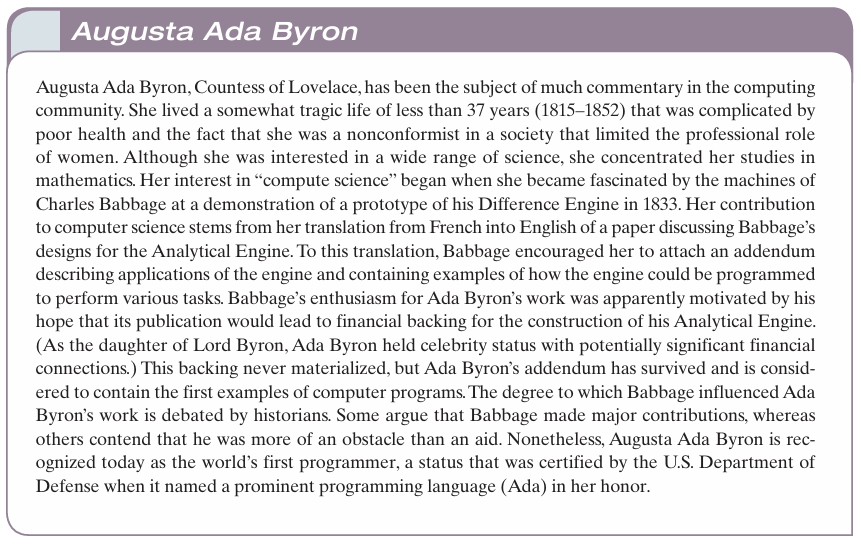 Augusta Ada Byron
Augusta Ada Byron, Countess of Lovelace, has been the subject of much commentary in the computing
community. She lived a somewhat tragic life of less than 37 years (1815–1852) that was complicated by
poor health and the fact that she was a nonconformist in a society that limited the professional role
of women. Although she was interested in a wide range of science, she concentrated her studies in
mathematics. Her interest in “compute science” began when she became fascinated by the machines of
Charles Babbage at a demonstration of a prototype of his Difference Engine in 1833. Her contribution
to computer science stems from her translation from French into English of a paper discussing Babbage’s
designs for the Analytical Engine. To this translation, Babbage encouraged her to attach an addendum
describing applications of the engine and containing examples of how the engine could be programmed
to perform various tasks. Babbage’s enthusiasm for Ada Byron’s work was apparently motivated by his
hope that its publication would lead to financial backing for the construction of his Analytical Engine.
(As the daughter of Lord Byron, Ada Byron held celebrity status with potentially significant financial
connections.) This backing never materialized, but Ada Byron’s addendum has survived and is consid-
ered to contain the first examples of computer programs. The degree to which Babbage influenced Ada
Byron’s work is debated by historians. Some argue that Babbage made major contributions, whereas
others contend that he was more of an obstacle than an aid. Nonetheless, Augusta Ada Byron is rec-
ognized today as the world’s first programmer, a status that was certified by the U.S. Department of
Defense when it named a prominent programming language (Ada) in her honor.